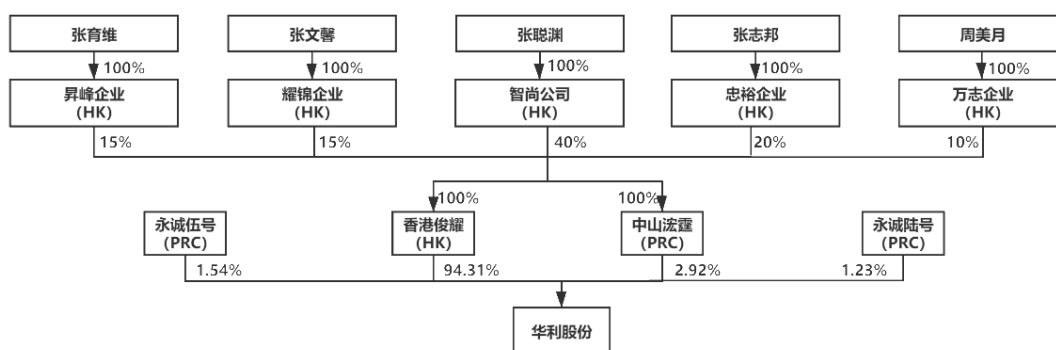 张育维
张文馨
张聪渊
张志邦
周美月
100%
100%
100%
100%
100%
昇峰企业
(HK)
耀锦企业
(HK)
智尚公司
(HK)
忠裕企业
(HK)
万志企业
(HK)
15%
15%
40%
20%
10%
100%
100%
永诚伍号
(PRC)
香港俊耀
(HK)
中山浤霆
(PRC)
永诚陆号
(PRC)
1.54%
94.31%
2.92%
1.23%
华利股份